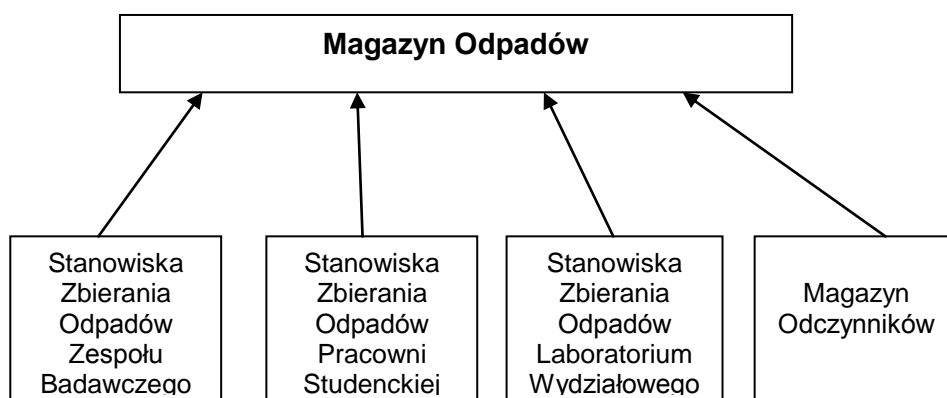 Magazyn Odpadów
Stanowiska
Zbierania
Odpadów
Zespołu
Badawczego
Stanowiska
Zbierania
Odpadów
Pracowni
Studenckiej
Stanowiska
Zbierania
Odpadów
Laboratorium
Wydziałowego
Magazyn
Odczynników